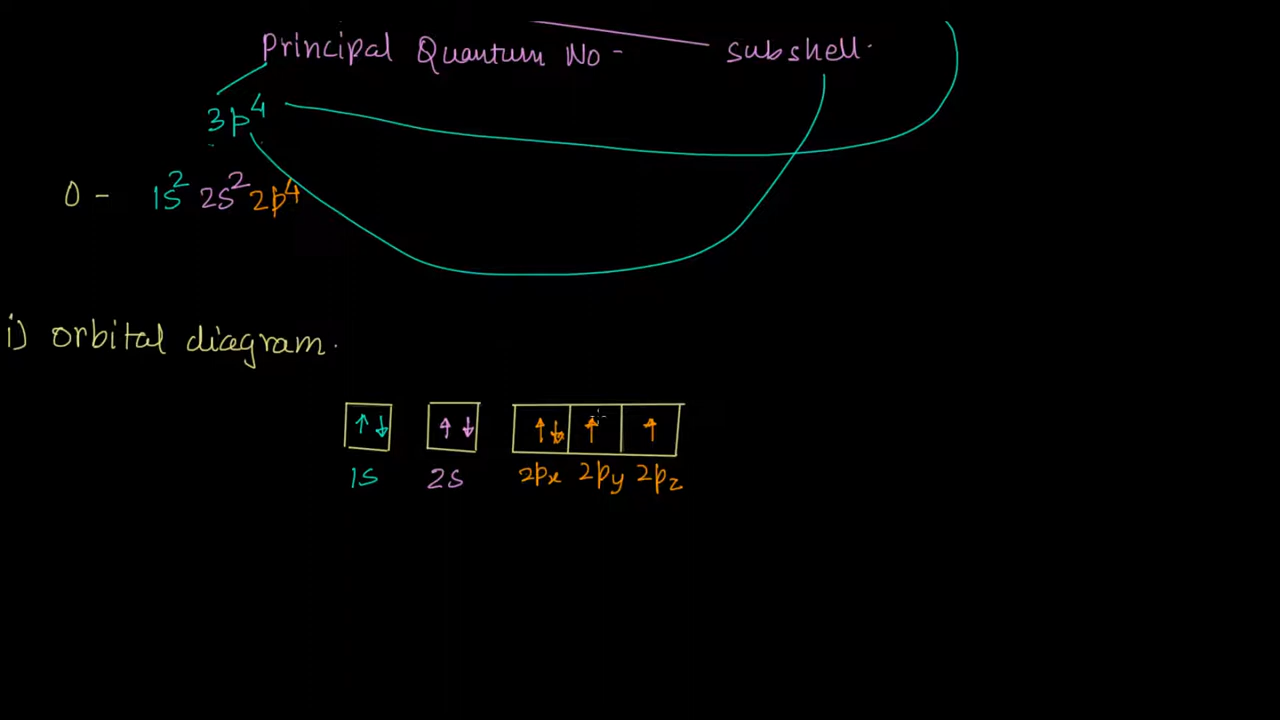 Principal Quantum No - subshell.
3p⁴
O - 1s² 2s² 2p⁴
i) orbital diagram.
↑↓ ↑↓ ↑↓ ↑ ↑
1s 2s 2px 2py 2pz